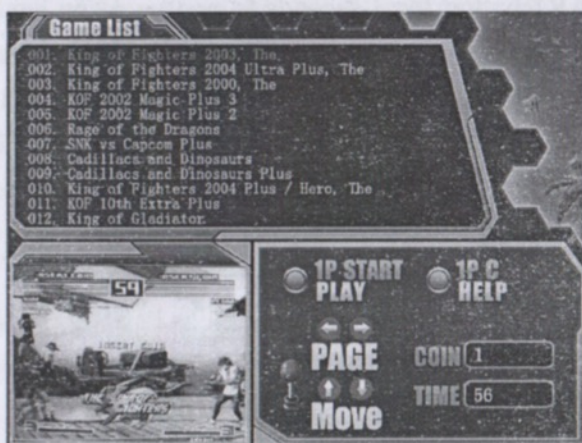 Game List
001. King of Fighters 2003, The
002. King of Fighters 2004 Ultra Plus, The
003. King of Fighters 2000, The
004. KOF 2002 Magic Plus 3
005. KOF 2002 Magic Plus 2
006. Rage of the Dragons
007. SNK vs Capcom Plus
008. Cadillacs and Dinosaurs
009. Cadillacs and Dinosaurs Plus
010. King of Fighters 2004 Plus / Hero, The
011. KOF 10th Extra Plus
012. King of Gladiator
59
INSERT COIN
FIGHTERS
1P START
PLAY
1P C
HELP
PAGE
Move
COIN 1
TIME 56